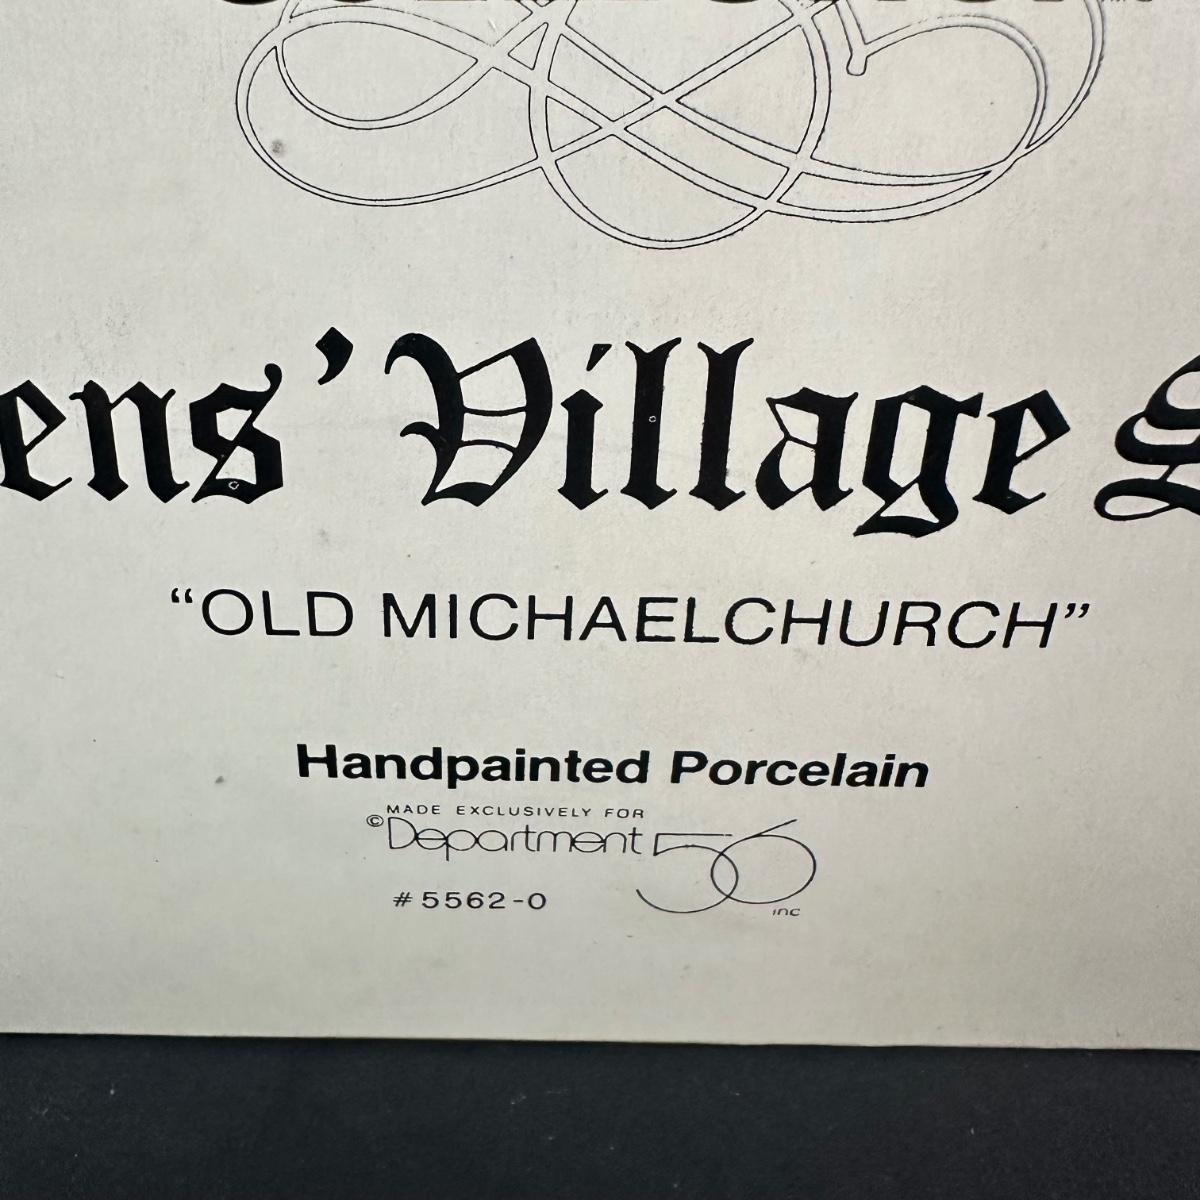 ens' Village S
“OLD MICHAELCHURCH”
Handpainted Porcelain
MADE EXCLUSIVELY FOR
©Department 56 inc
# 5562-0